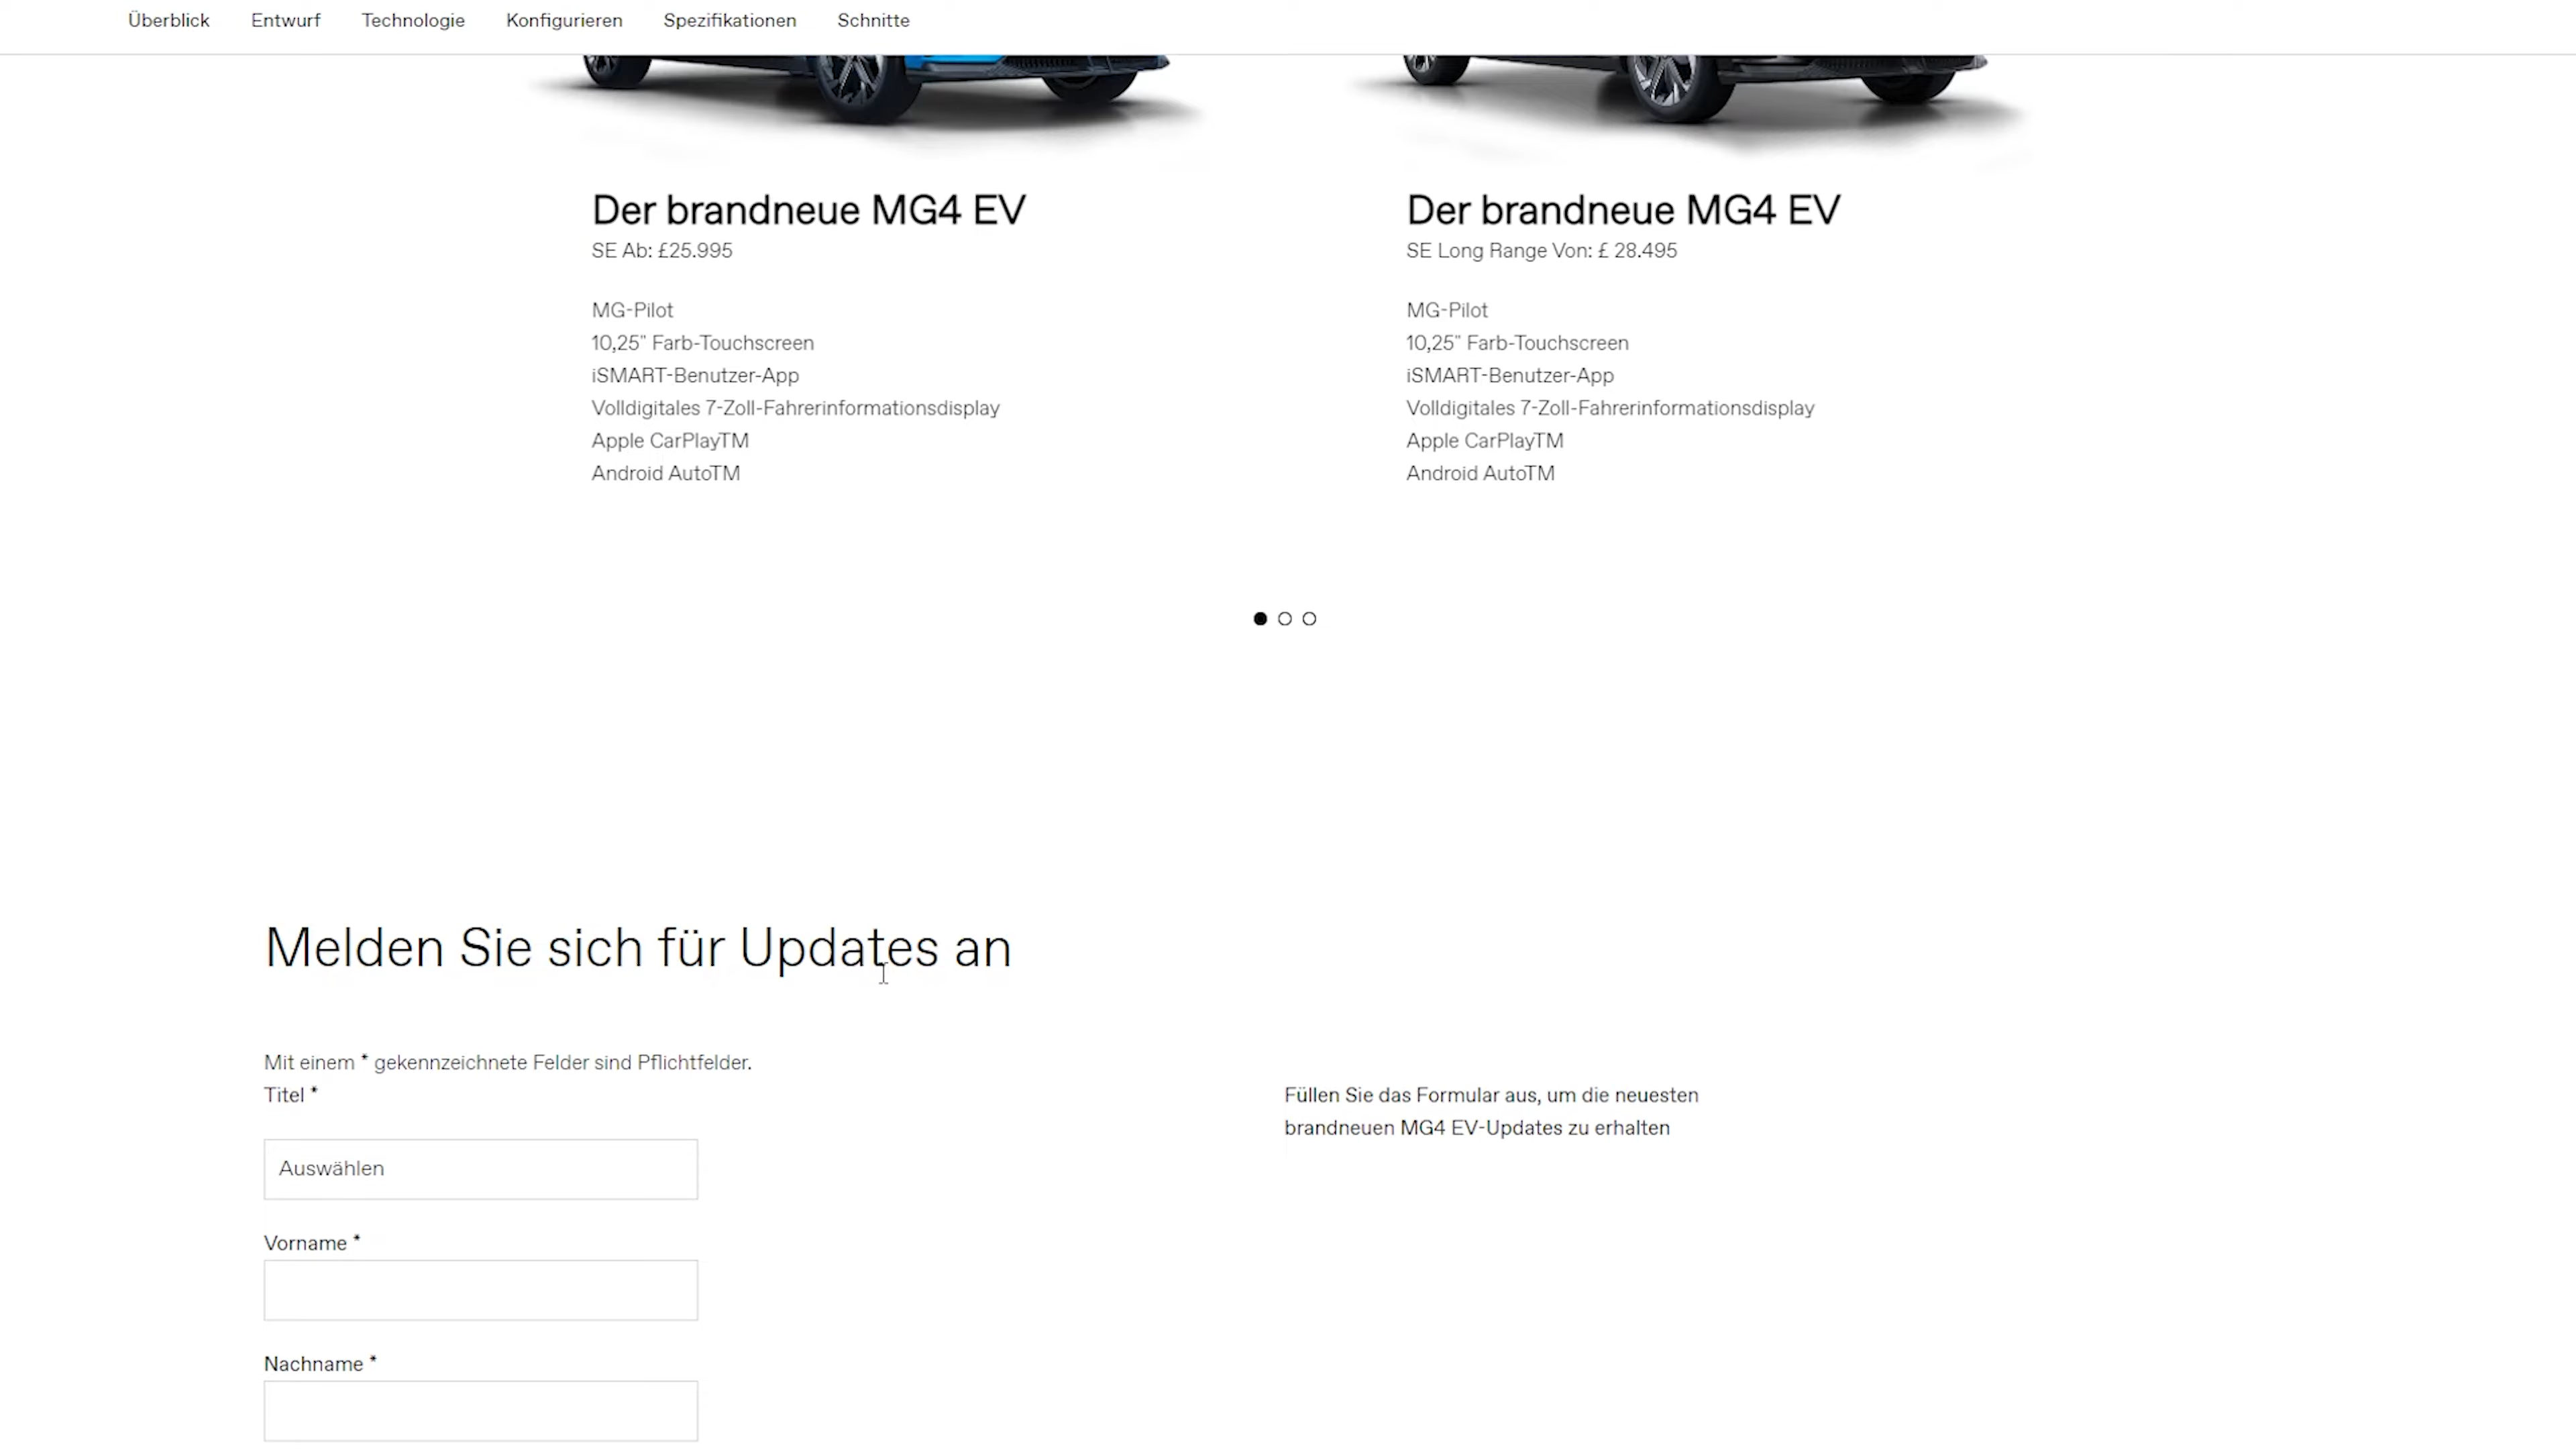 Überblick Entwurf Technologie Konfigurieren Spezifikationen Schnitte
Der brandneue MG4 EV
SE Ab: £25.995
MG-Pilot
10,25" Farb-Touchscreen
iSMART-Benutzer-App
Volldigitales 7-Zoll-Fahrerinformationsdisplay
Apple CarPlayTM
Android AutoTM
Der brandneue MG4 EV
SE Long Range Von: £ 28.495
MG-Pilot
10,25" Farb-Touchscreen
iSMART-Benutzer-App
Volldigitales 7-Zoll-Fahrerinformationsdisplay
Apple CarPlayTM
Android AutoTM
Melden Sie sich für Updates an
Mit einem * gekennzeichnete Felder sind Pflichtfelder.
Titel *
Auswählen
Vorname *
Nachname *
Füllen Sie das Formular aus, um die neuesten
brandneuen MG4 EV-Updates zu erhalten